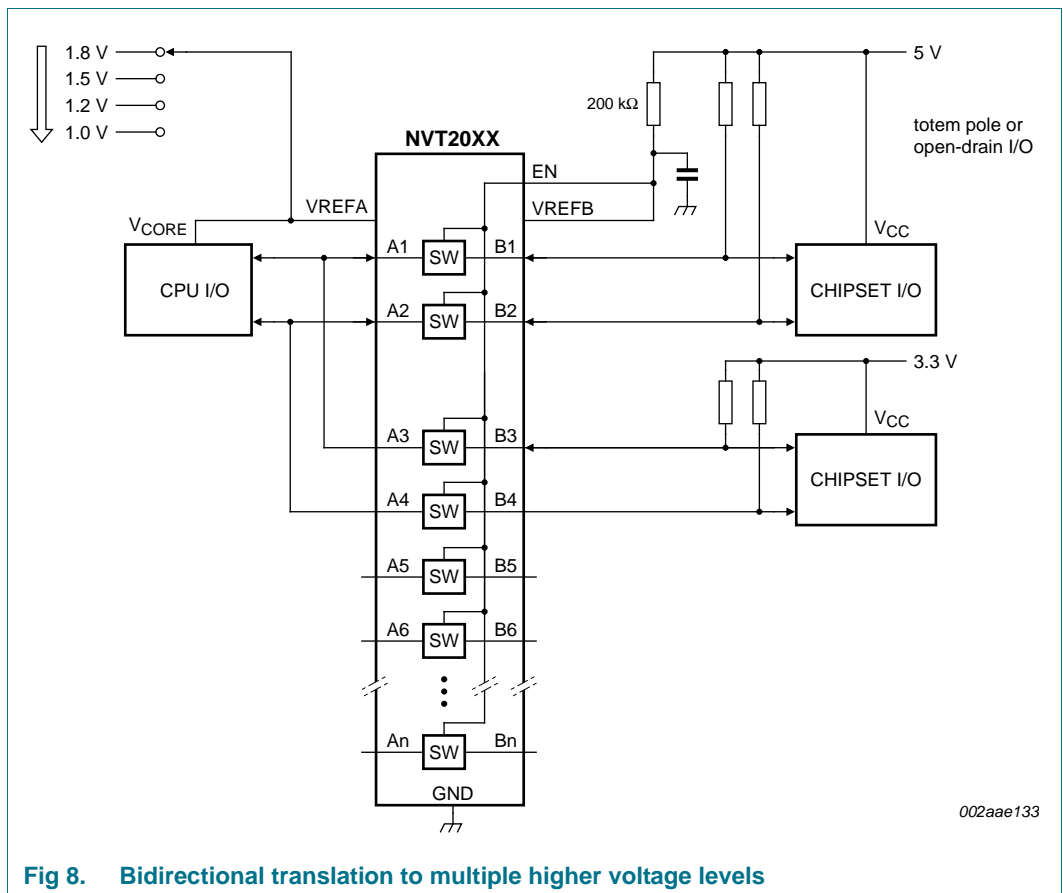 1.8 V
1.5 V
1.2 V
1.0 V
5 V
200 kΩ
totem pole or
open-drain I/O
NVT20XX
EN
VREFA
VREFB
VCORE
VCC
A1
SW
B1
CPU I/O
CHIPSET I/O
A2
SW
B2
3.3 V
VCC
A3
SW
B3
CHIPSET I/O
A4
SW
B4
A5
SW
B5
A6
SW
B6
An
SW
Bn
GND
002aae133
Fig 8. Bidirectional translation to multiple higher voltage levels